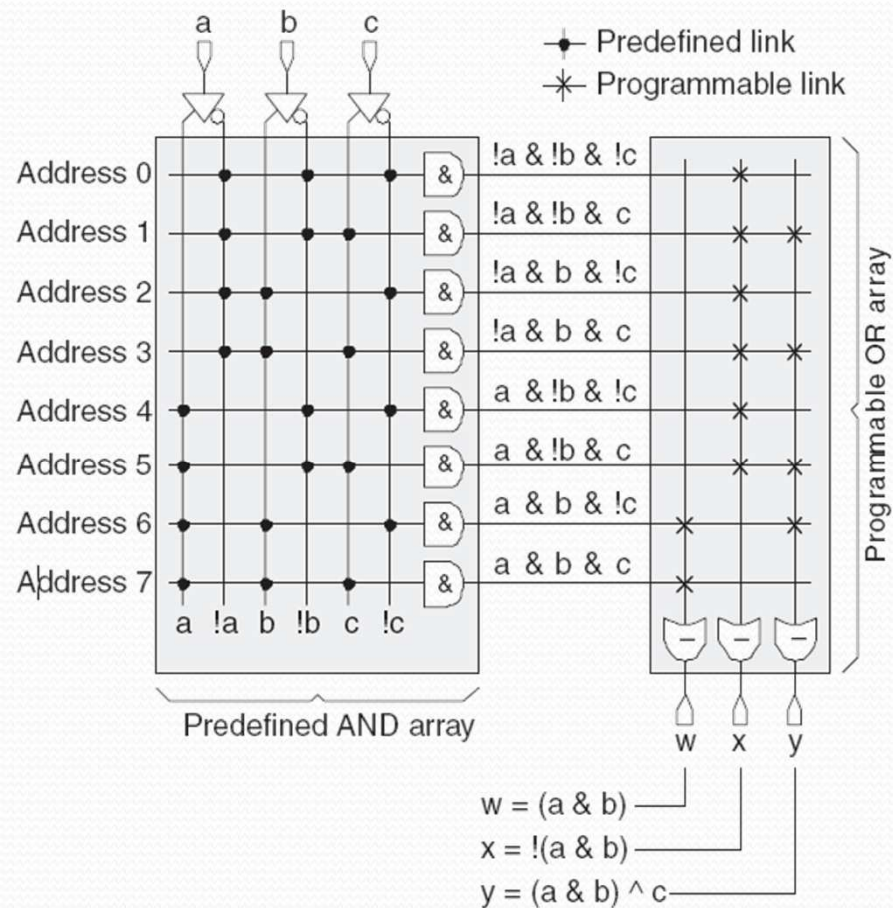 a b c
Predefined link
Programmable link
Address 0 & !a & !b & !c
Address 1 & !a & !b & c
Address 2 & !a & b & !c
Address 3 & !a & b & c
Address 4 & a & !b & !c
Address 5 & a & !b & c
Address 6 & a & b & !c
Address 7 & a & b & c
a !a b !b c !c
Predefined AND array
Programmable OR array
w x y
w = (a & b)
x = !(a & b)
y = (a & b) ^ c